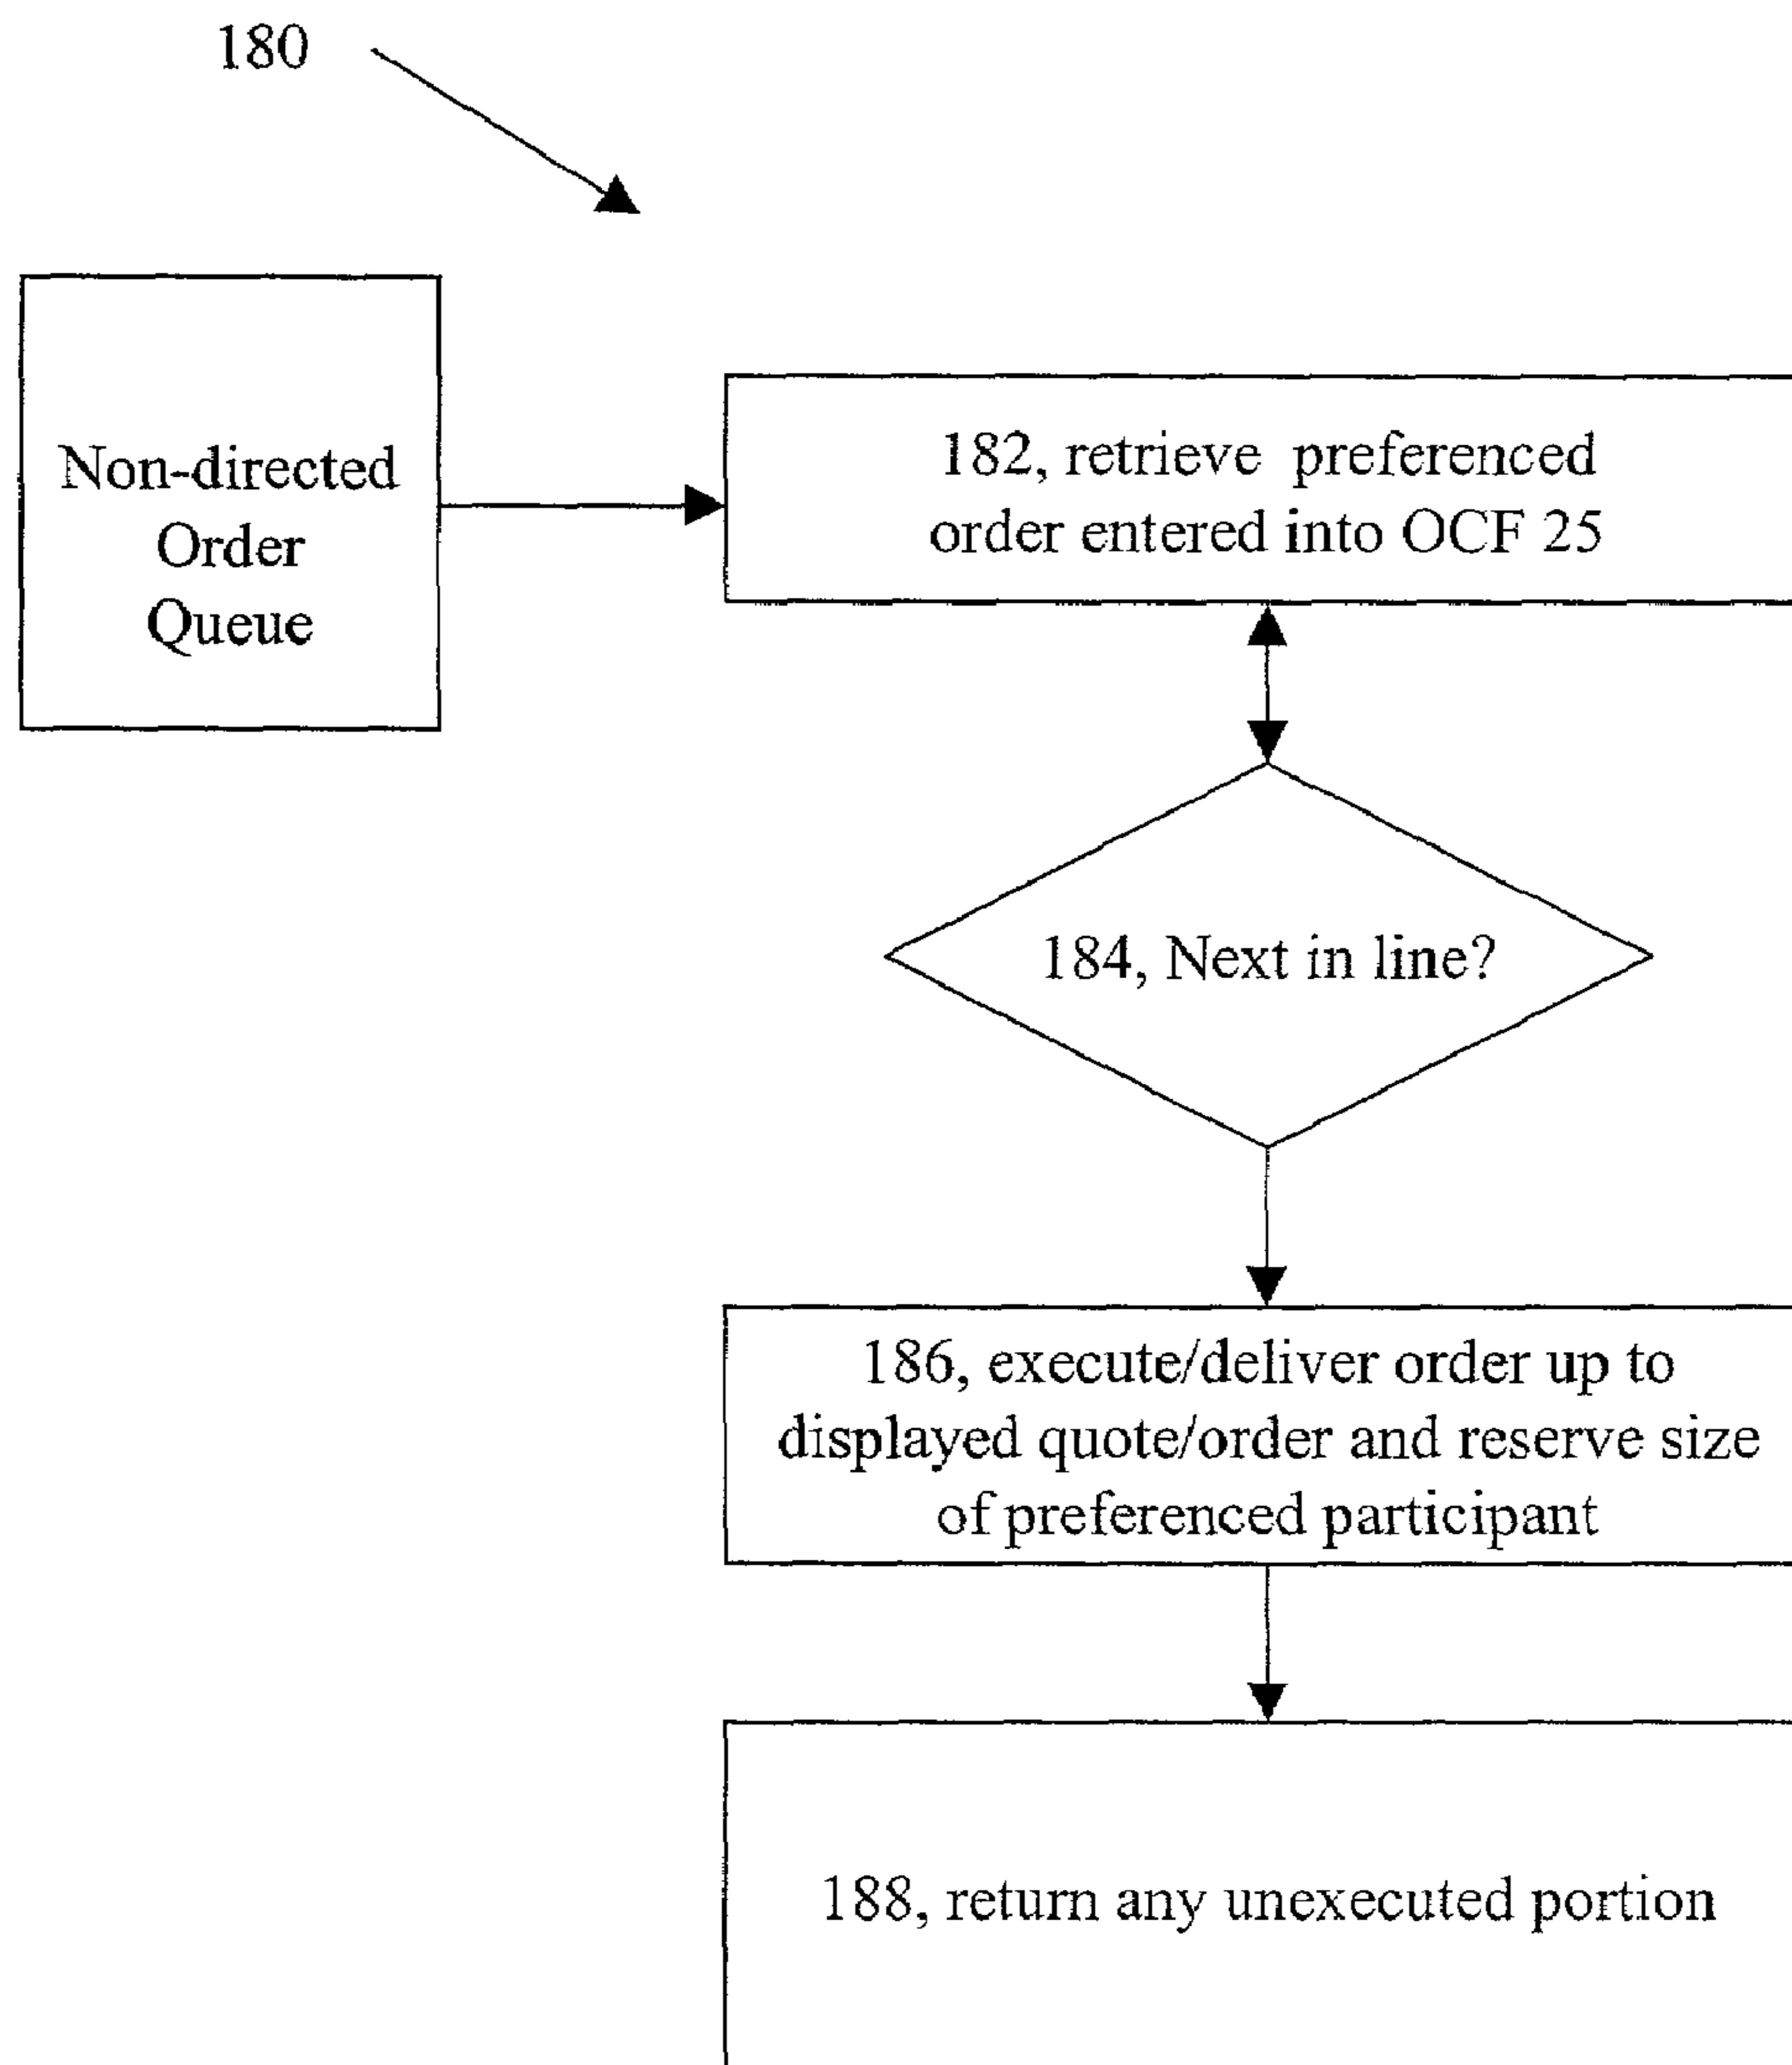 180
Non-directed
Order
Queue
182, retrieve preferenced
order entered into OCF 25
184, Next in line?
186, execute/deliver order up to
displayed quote/order and reserve size
of preferenced participant
188, return any unexecuted portion